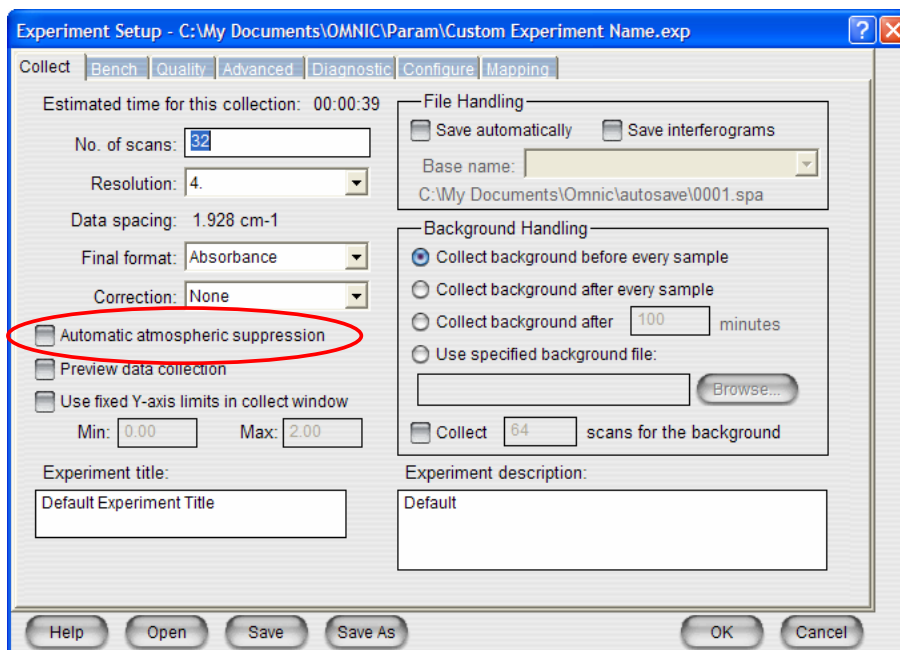 Experiment Setup - C:\My Documents\OMNIC\Param\Custom Experiment Name.exp
Collect Bench Quality Advanced Diagnostic Configure Mapping
Estimated time for this collection: 00:00:39
No. of scans: 32
Resolution: 4.
Data spacing: 1.928 cm-1
Final format: Absorbance
Correction: None
Automatic atmospheric suppression
Preview data collection
Use fixed Y-axis limits in collect window
Min: 0.00 Max: 2.00
Experiment title:
Default Experiment Title
File Handling
Save automatically Save interferograms
Base name:
C:\My Documents\Omnic\autosave\0001.spa
Background Handling
Collect background before every sample
Collect background after every sample
Collect background after 100 minutes
Use specified background file:
Browse...
Collect 64 scans for the background
Experiment description:
Default
Help Open Save Save As OK Cancel